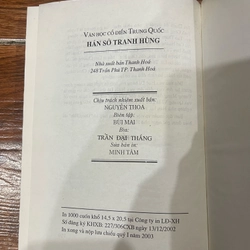 VĂN HỌC CỔ ĐIỂN TRUNG QUỐC
HÁN SỞ TRANH HÙNG
Nhà xuất bản Thanh Hoá
248 Trần Phú TP. Thanh Hoá
Chịu trách nhiệm xuất bản:
NGUYỄN THOA
Biên tập:
BÙI MAI
Bìa:
TRẦN ĐẠI THẮNG
Sửa bản in:
MINH TÂM
In 1000 cuốn khổ 14,5 x 20,5 tại Công ty in LĐ-XH
Số đăng ký KHXB: 227/306CXB ngày 13/12/2002
In xong và nộp lưu chiểu quý I năm 2003